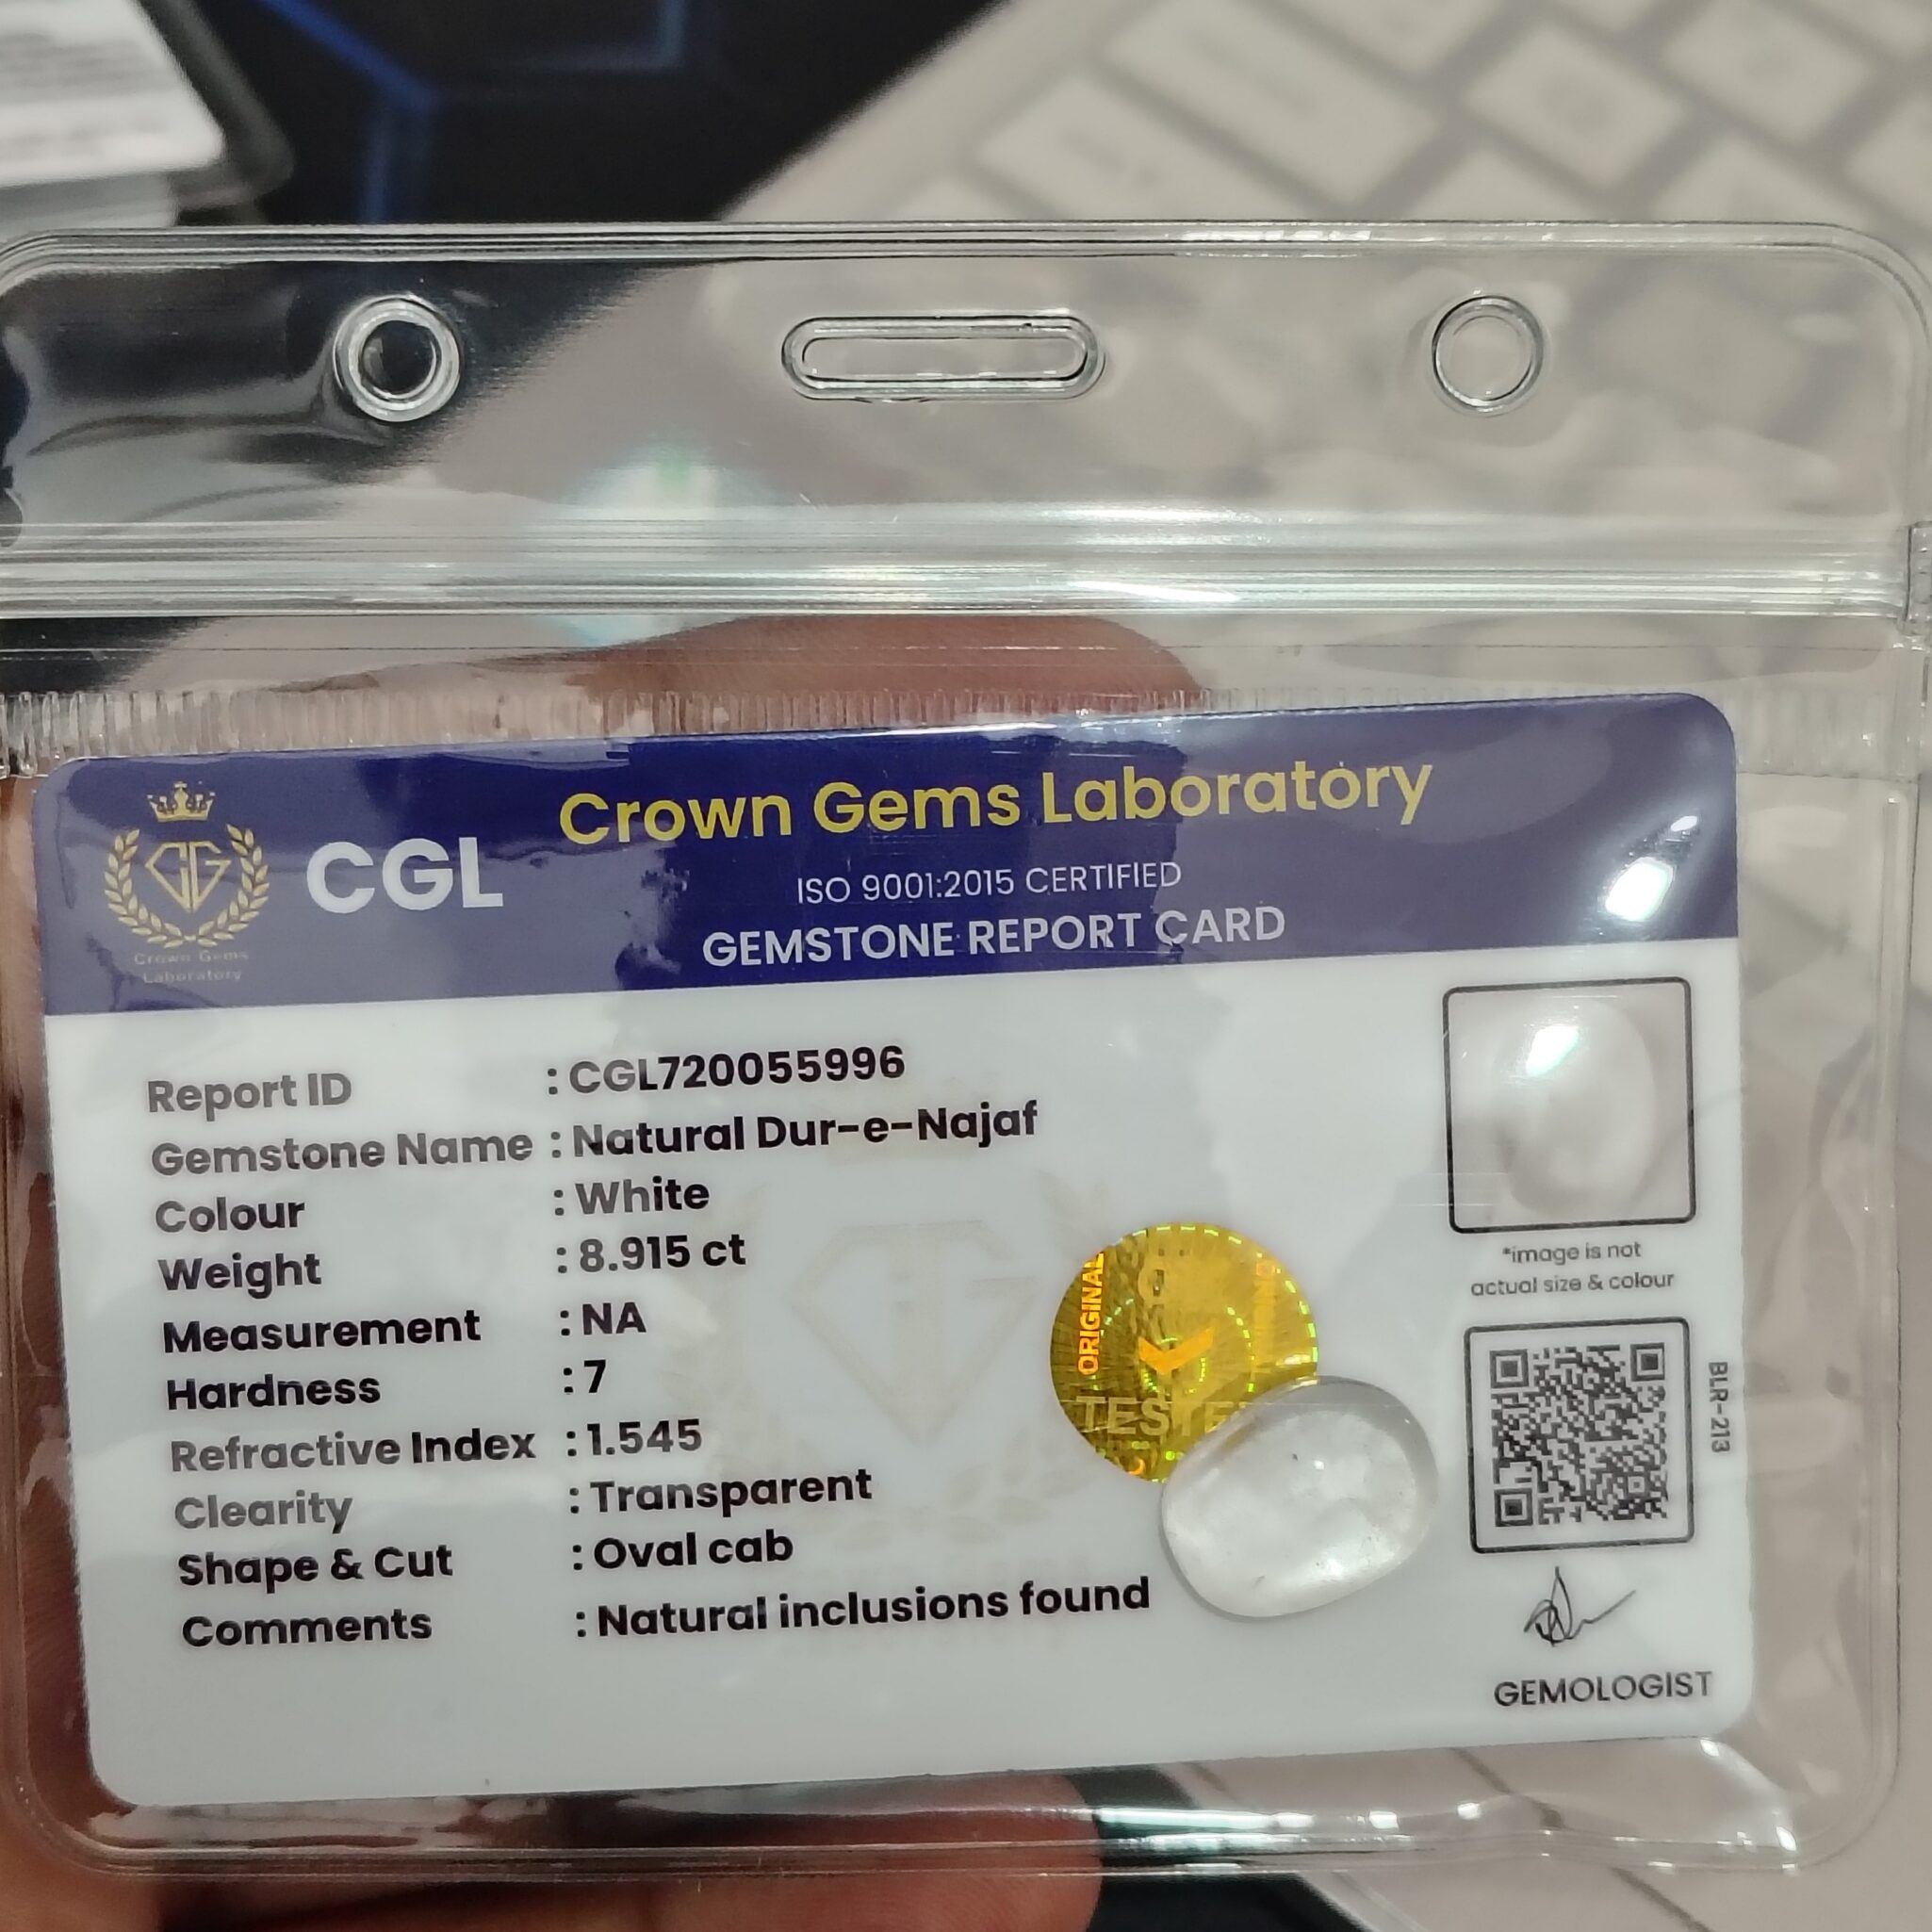 Crown Gems Laboratory
CGL
ISO 9001:2015 CERTIFIED
GEMSTONE REPORT CARD
Crown Gems
Laboratory
Report ID : CGL720055996
Gemstone Name : Natural Dur-e-Najaf
Colour : White
Weight : 8.915 ct
Measurement : NA
Hardness : 7
Refractive Index : 1.545
Clearity : Transparent
Shape & Cut : Oval cab
Comments : Natural inclusions found
ORIGINAL
*image is not
actual size & colour
BLR-213
GEMOLOGIST